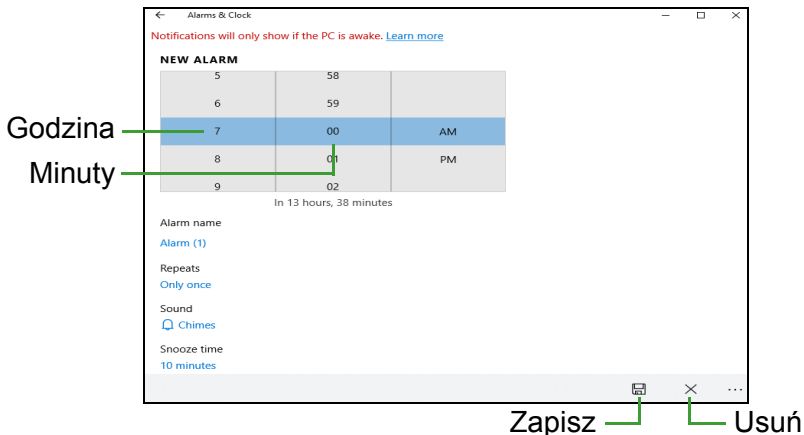 Alarms & Clock
Notifications will only show if the PC is awake. Learn more
NEW ALARM
5 58
6 59
Godzina 7 00 AM
Minuty 8 01 PM
9 02
In 13 hours, 38 minutes
Alarm name
Alarm (1)
Repeats
Only once
Sound
Chimes
Snooze time
10 minutes
Zapisz Usuń